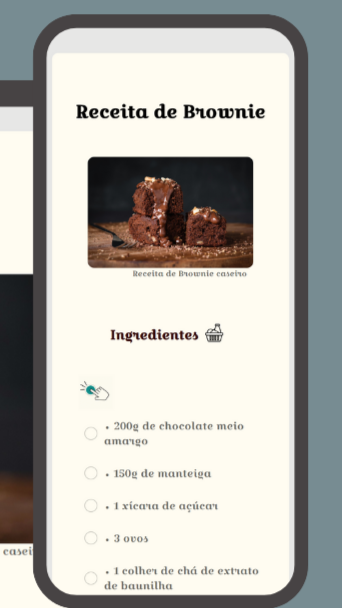 Receita de Brownie
Receita de Brownie caseiro
Ingredientes
• 200g de chocolate meio
amargo
• 150g de manteiga
• 1 xícara de açúcar
• 3 ovos
• 1 colher de chá de extrato
de baunilha
casei